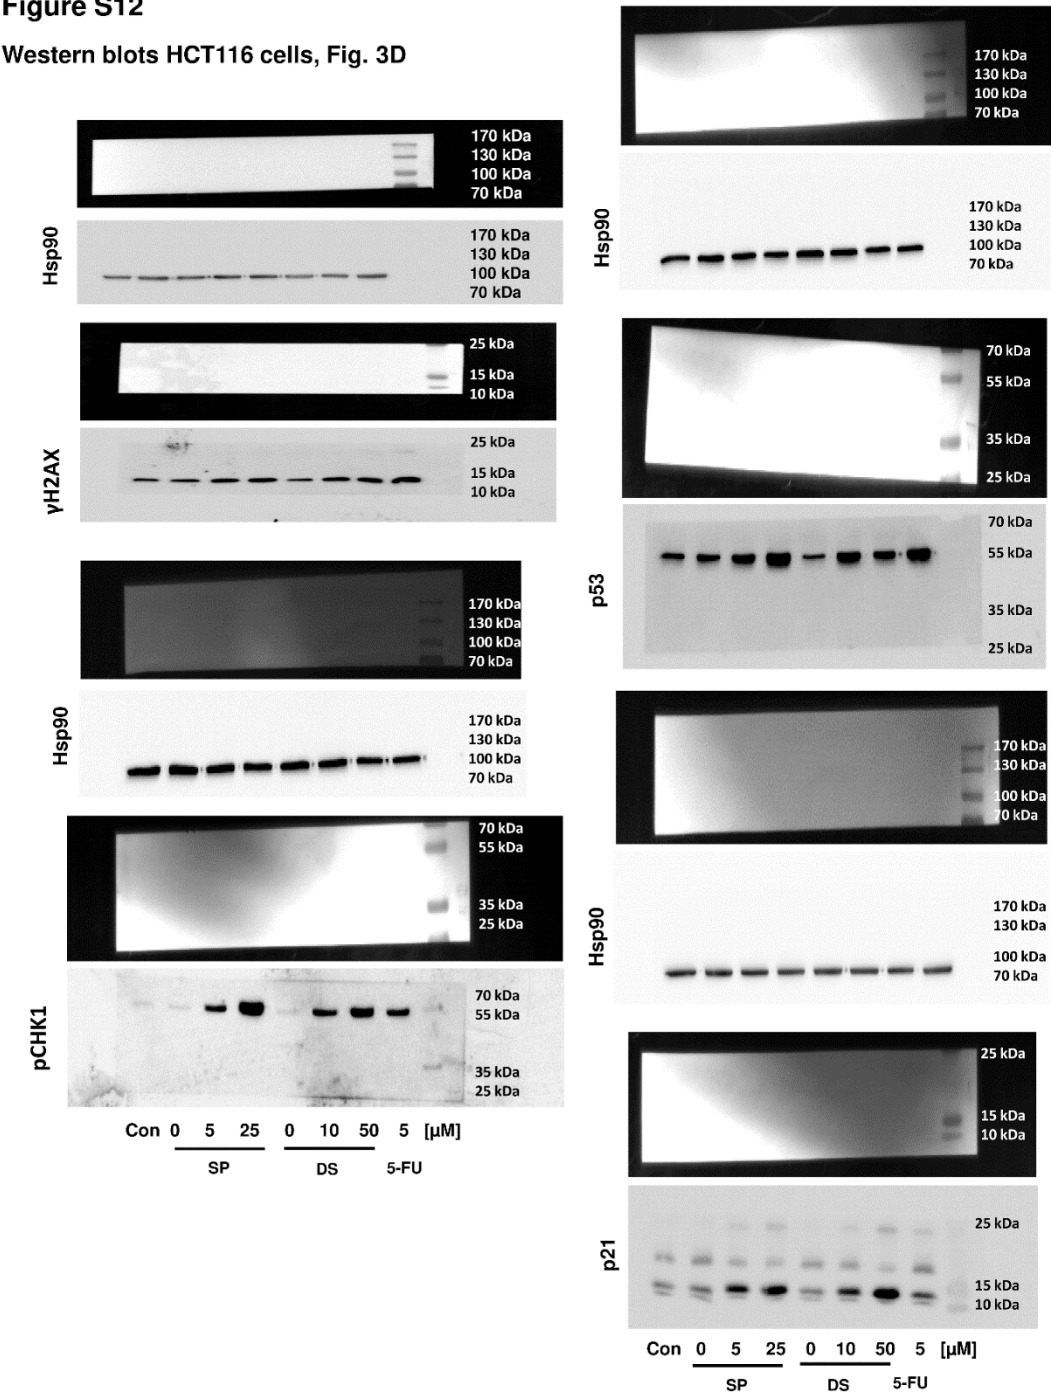 Figure S12
Western blots HCT116 cells, Fig. 3D
170 kDa
130 kDa
100 kDa
70 kDa
Hsp90
170 kDa
130 kDa
100 kDa
70 kDa
25 kDa
15 kDa
10 kDa
γH2AX
25 kDa
15 kDa
10 kDa
170 kDa
130 kDa
100 kDa
70 kDa
Hsp90
170 kDa
130 kDa
100 kDa
70 kDa
70 kDa
55 kDa
35 kDa
25 kDa
pCHK1
70 kDa
55 kDa
35 kDa
25 kDa
Con 0 5 25 0 10 50 5 [µM]
SP DS 5-FU
170 kDa
130 kDa
100 kDa
70 kDa
Hsp90
170 kDa
130 kDa
100 kDa
70 kDa
70 kDa
55 kDa
35 kDa
25 kDa
p53
70 kDa
55 kDa
35 kDa
25 kDa
170 kDa
130 kDa
100 kDa
70 kDa
Hsp90
170 kDa
130 kDa
100 kDa
70 kDa
25 kDa
15 kDa
10 kDa
p21
25 kDa
15 kDa
10 kDa
Con 0 5 25 0 10 50 5 [µM]
SP DS 5-FU